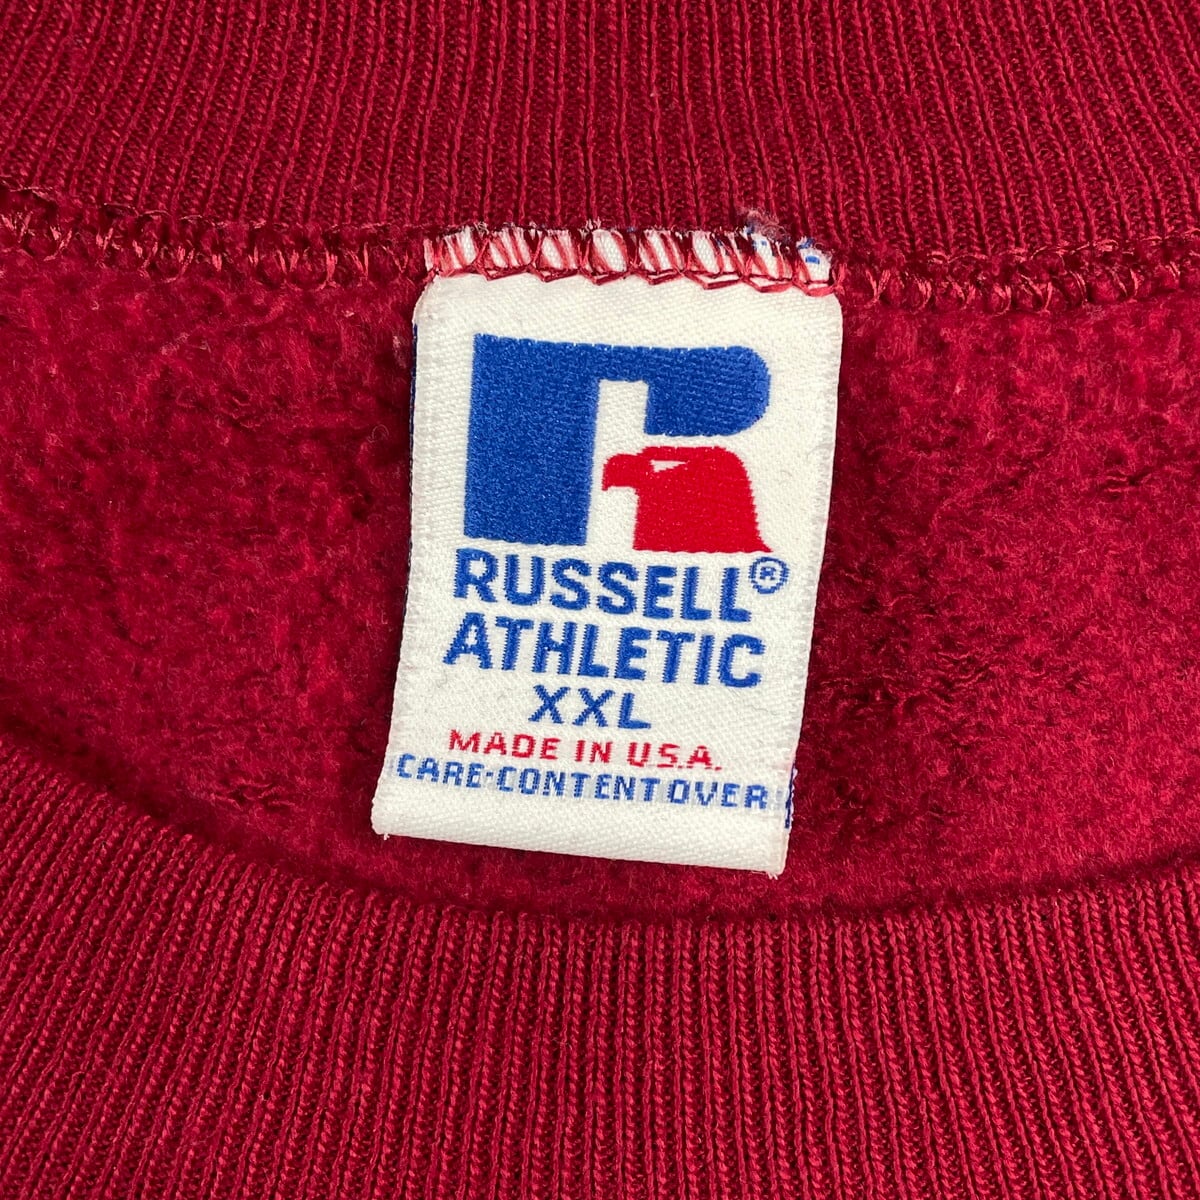 RUSSELL®
ATHLETIC
XXL
MADE IN U.S.A.
CARE·CONTENT OVER